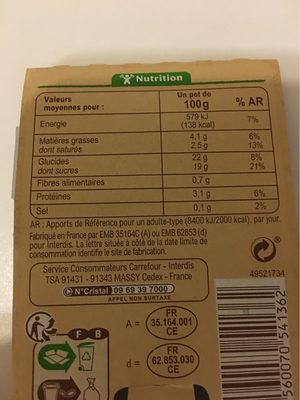 Nutrition
Valeurs moyennes pour : Un pot de 100 g % AR
Energie 579 kJ (138 kcal) 7%
Matières grasses 4,1 g 6%
dont saturés 2,5 g 13%
Glucides 22 g 8%
dont sucres 19 g 21%
Fibres alimentaires 0,7 g
Protéines 3,1 g 6%
Sel 0,1 g 2%
AR : Apports de Référence pour un adulte-type (8400 kJ/2000 kcal), par jour.
Fabriqué en France par EMB 35164C (A) ou EMB 62853 (d)
pour Interdis. La lettre située à côté de la date limite de
consommation identifie le site de fabrication.
Service Consommateurs Carrefour - Interdis
TSA 91431 - 91343 MASSY Cedex - France
N°Cristal 09 69 39 7000
APPEL NON SURTAXE
49521734
F B
A = FR 35.164.001 CE
d = FR 62.853.030 CE
560070 541362